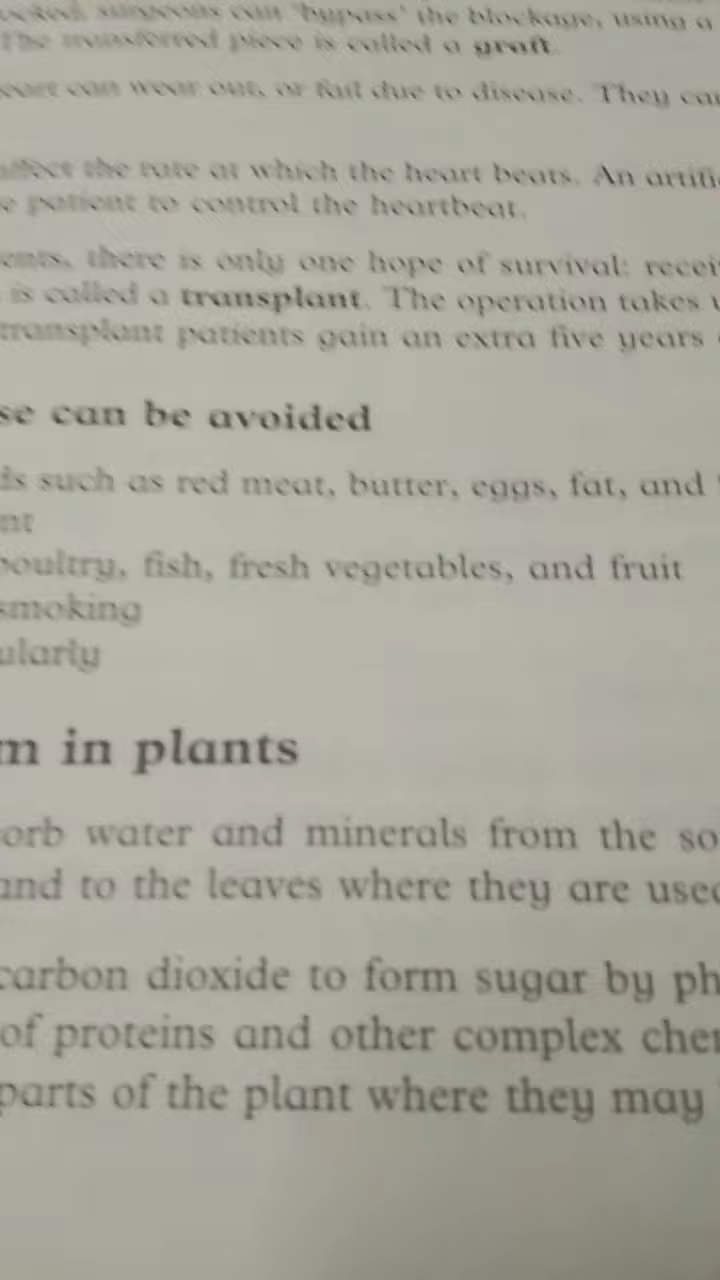 surgeons can 'bypass' the blockage, using a
The transferred piece is called a graft.
can wear out, or fail due to disease. They can
affect the rate at which the heart beats. An artifi
e patient to control the heartbeat.
ents, there is only one hope of survival: recei
is called a transplant. The operation takes
transplant patients gain an extra five years
se can be avoided
ds such as red meat, butter, eggs, fat, and
nt
poultry, fish, fresh vegetables, and fruit
smoking
ularly
m in plants
orb water and minerals from the so
and to the leaves where they are used
carbon dioxide to form sugar by ph
of proteins and other complex chem
parts of the plant where they may